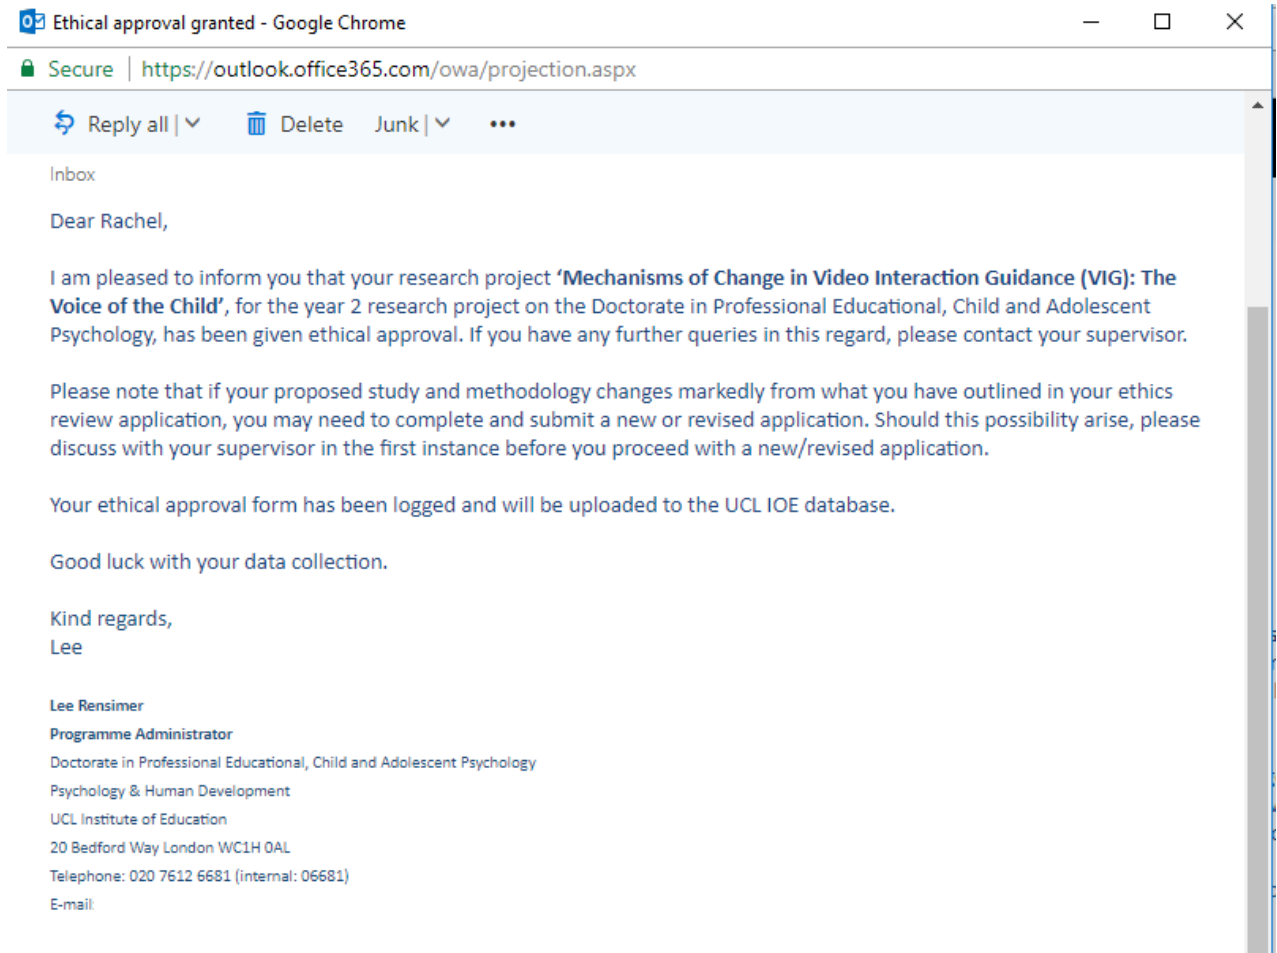 Ethical approval granted - Google Chrome
Secure | https://outlook.office365.com/owa/projection.aspx
Reply all | Delete Junk | •••
Inbox
Dear Rachel,
I am pleased to inform you that your research project ‘Mechanisms of Change in Video Interaction Guidance (VIG): The
Voice of the Child’, for the year 2 research project on the Doctorate in Professional Educational, Child and Adolescent
Psychology, has been given ethical approval. If you have any further queries in this regard, please contact your supervisor.
Please note that if your proposed study and methodology changes markedly from what you have outlined in your ethics
review application, you may need to complete and submit a new or revised application. Should this possibility arise, please
discuss with your supervisor in the first instance before you proceed with a new/revised application.
Your ethical approval form has been logged and will be uploaded to the UCL IOE database.
Good luck with your data collection.
Kind regards,
Lee
Lee Rensimer
Programme Administrator
Doctorate in Professional Educational, Child and Adolescent Psychology
Psychology & Human Development
UCL Institute of Education
20 Bedford Way London WC1H 0AL
Telephone: 020 7612 6681 (internal: 06681)
E-mail: